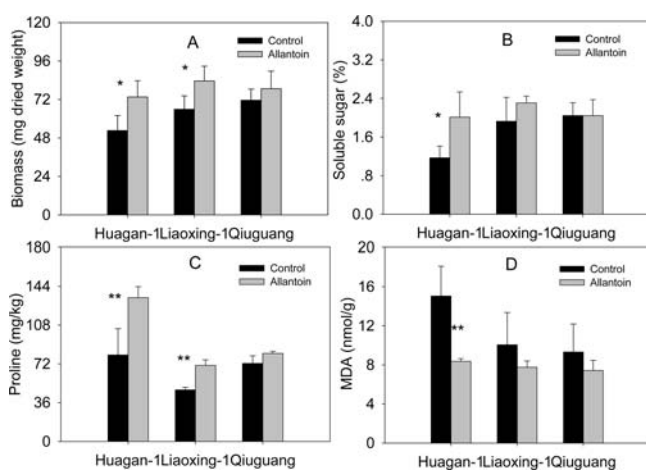 A
Control
Allantoin
Biomass (mg dried weight)
120
96
72
48
24
0
*
*
Huagan-1Liaoxing-1Qiuguang
B
Control
Allantoin
Soluble sugar (%)
4.0
3.2
2.4
1.6
.8
0.0
*
Huagan-1Liaoxing-1Qiuguang
C
Control
Allantoin
Proline (mg/kg)
180
144
108
72
36
0
**
**
Huagan-1Liaoxing-1Qiuguang
D
Control
Allantoin
MDA (nmol/g)
20
16
12
8
4
0
**
Huagan-1Liaoxing-1Qiuguang